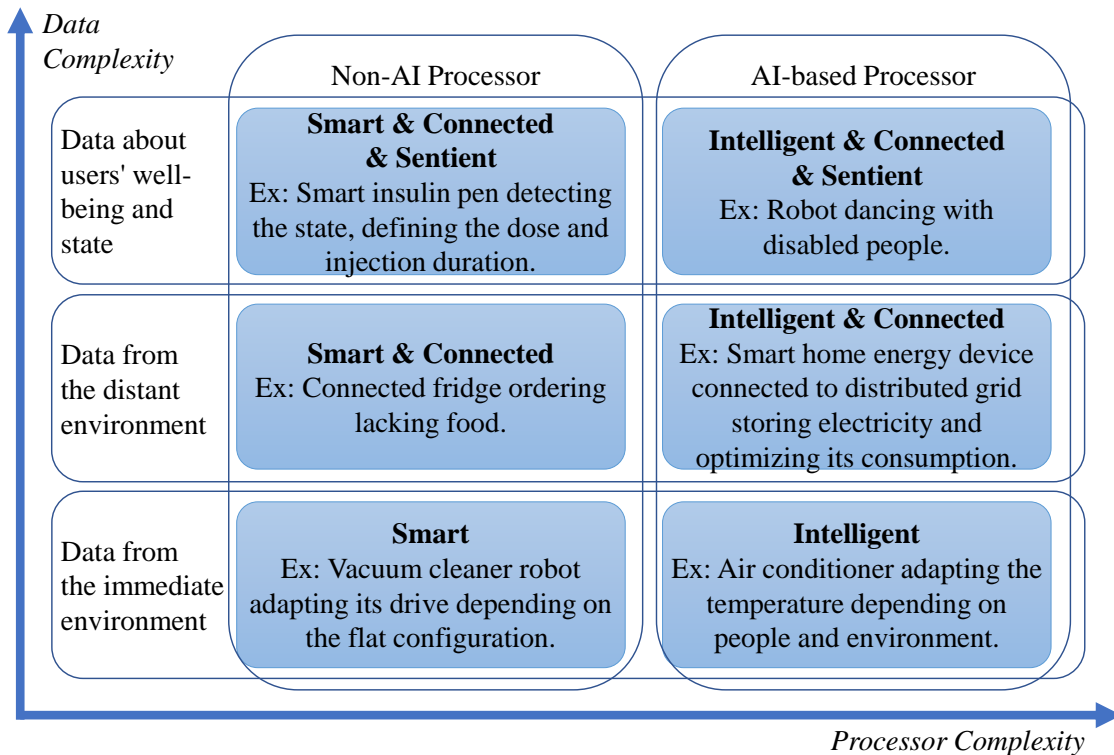 Data
Complexity
Non-AI Processor
AI-based Processor
Data about
users' well-
being and
state
Smart & Connected
& Sentient
Ex: Smart insulin pen detecting
the state, defining the dose and
injection duration.
Intelligent & Connected
& Sentient
Ex: Robot dancing with
disabled people.
Data from
the distant
environment
Smart & Connected
Ex: Connected fridge ordering
lacking food.
Intelligent & Connected
Ex: Smart home energy device
connected to distributed grid
storing electricity and
optimizing its consumption.
Data from
the immediate
environment
Smart
Ex: Vacuum cleaner robot
adapting its drive depending on
the flat configuration.
Intelligent
Ex: Air conditioner adapting the
temperature depending on
people and environment.
Processor Complexity